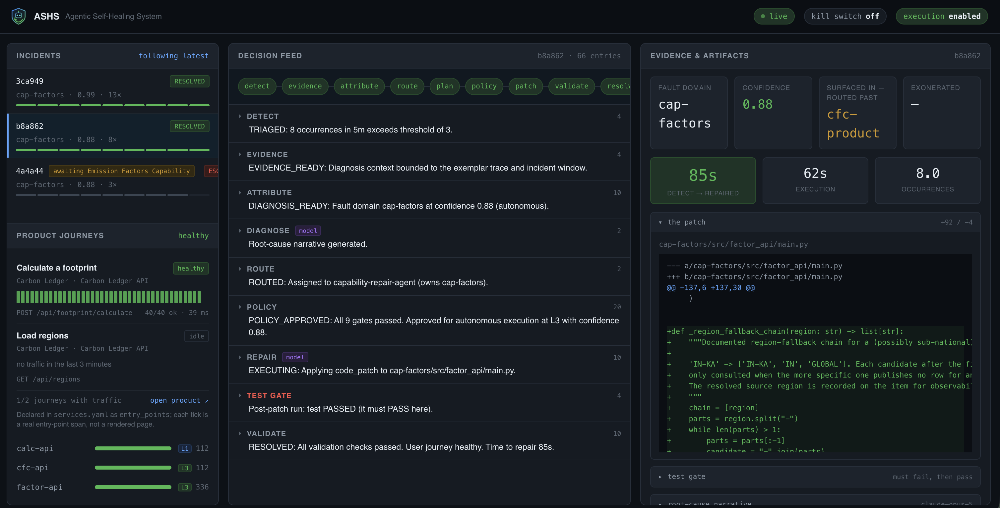 ASHS Agentic Self-Healing System
live
kill switch off
execution enabled
INCIDENTS following latest
3ca949 RESOLVED
cap-factors · 0.99 · 13×
b8a862 RESOLVED
cap-factors · 0.88 · 8×
4a4a44 awaiting Emission Factors Capability ESC
cap-factors · 0.88 · 3×
PRODUCT JOURNEYS healthy
Calculate a footprint healthy
Carbon Ledger · Carbon Ledger API
POST /api/footprint/calculate 40/40 ok · 39 ms
Load regions idle
Carbon Ledger · Carbon Ledger API
no traffic in the last 3 minutes
GET /api/regions
1/2 journeys with traffic open product ↗
Declared in services.yaml as entry_points; each tick is
a real entry-point span, not a rendered page.
calc-api L1 112
cfc-api L3 112
factor-api L3 336
DECISION FEED b8a862 · 66 entries
detect evidence attribute route plan policy patch validate resolv
DETECT 4
TRIAGED: 8 occurrences in 5m exceeds threshold of 3.
EVIDENCE 4
EVIDENCE_READY: Diagnosis context bounded to the exemplar trace and incident window.
ATTRIBUTE 10
DIAGNOSIS_READY: Fault domain cap-factors at confidence 0.88 (autonomous).
DIAGNOSE model 2
Root-cause narrative generated.
ROUTE 2
ROUTED: Assigned to capability-repair-agent (owns cap-factors).
POLICY 20
POLICY_APPROVED: All 9 gates passed. Approved for autonomous execution at L3 with confidence
0.88.
REPAIR model 10
EXECUTING: Applying code_patch to cap-factors/src/factor_api/main.py.
TEST GATE 4
Post-patch run: test PASSED (it must PASS here).
VALIDATE 10
RESOLVED: All validation checks passed. User journey healthy. Time to repair 85s.
EVIDENCE & ARTIFACTS b8a862
FAULT DOMAIN
cap-
factors
CONFIDENCE
0.88
SURFACED IN —
ROUTED PAST
cfc-
product
EXONERATED
—
85s
DETECT → REPAIRED
62s
EXECUTION
8.0
OCCURRENCES
▾ the patch +92 / −4
cap-factors/src/factor_api/main.py
--- a/cap-factors/src/factor_api/main.py
+++ b/cap-factors/src/factor_api/main.py
@@ -137,6 +137,30 @@
     )
+def _region_fallback_chain(region: str) -> list[str]:
+    """Documented region-fallback chain for a (possibly sub-national)
+
+    'IN-KA' -> ['IN-KA', 'IN', 'GLOBAL']. Each candidate after the fi
+    only consulted when the more specific one publishes no row for an
+    The resolved source region is recorded on the item for observabil
+    """
+    chain = [region]
+    parts = region.split("-")
+    while len(parts) > 1:
+        parts = parts[:-1]
+        candidate = "-".join(parts)
▸ test gate must fail, then pass
▸ root-cause narrative claude-opus-5